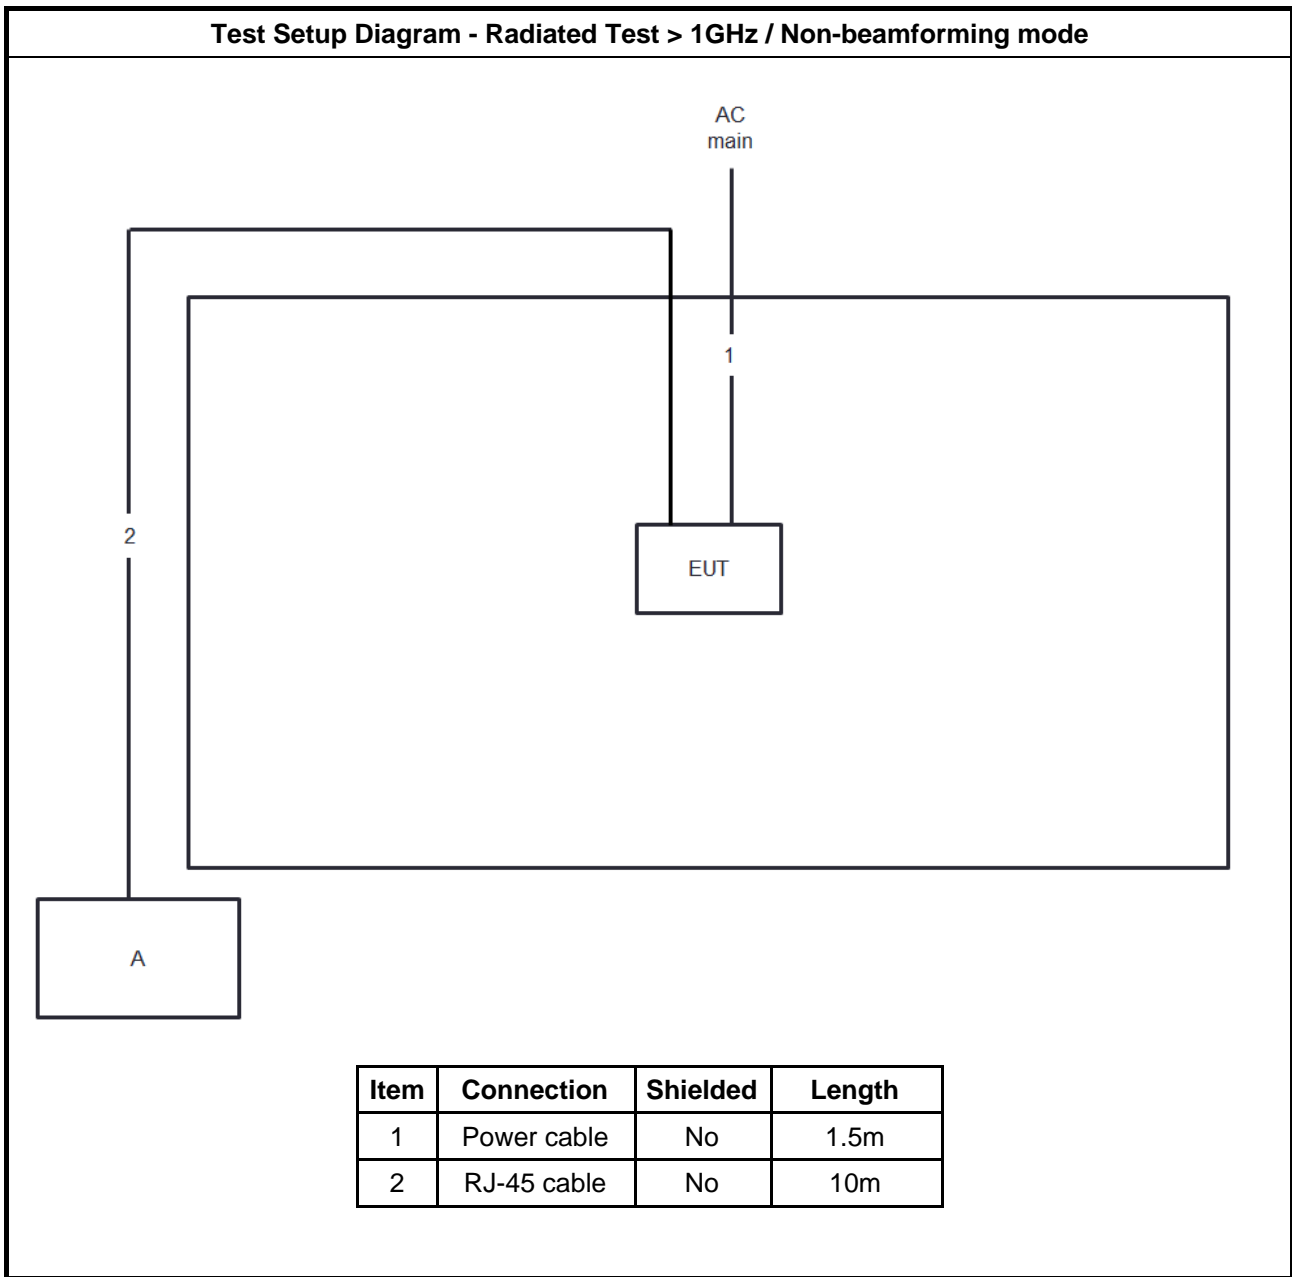 Test Setup Diagram - Radiated Test > 1GHz / Non-beamforming mode
AC
main
1
2
EUT
A
Item Connection Shielded Length
1 Power cable No 1.5m
2 RJ-45 cable No 10m